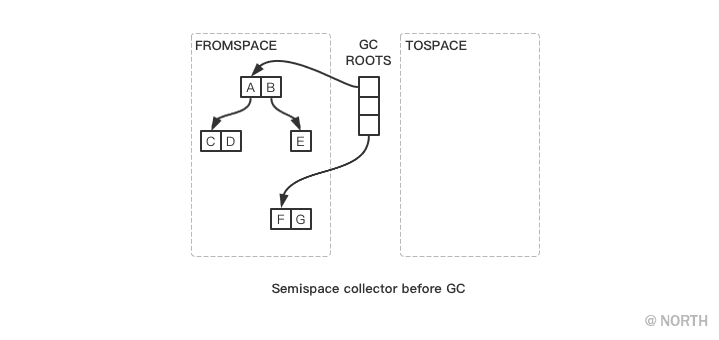 FROMSPACE
GC
ROOTS
TOSPACE
A B
C D
E
F G
Semispace collector before GC
@ NORTH